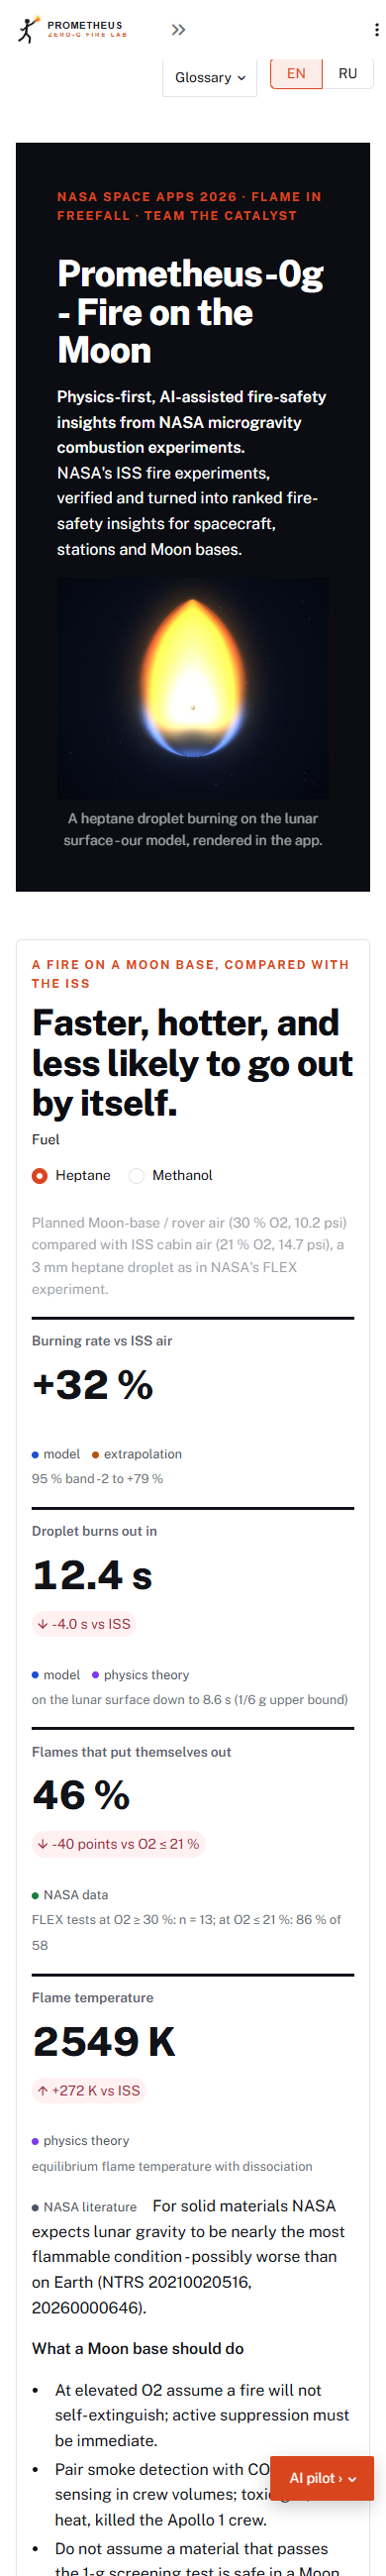 PROMETHEUS
ZERO-G FIRE LAB
Glossary
EN
RU
NASA SPACE APPS 2026 · FLAME IN
FREEFALL · TEAM THE CATALYST
Prometheus-0g
- Fire on the
Moon
Physics-first, AI-assisted fire-safety
insights from NASA microgravity
combustion experiments.
NASA's ISS fire experiments,
verified and turned into ranked fire-
safety insights for spacecraft,
stations and Moon bases.
A heptane droplet burning on the lunar
surface - our model, rendered in the app.
A FIRE ON A MOON BASE, COMPARED WITH
THE ISS
Faster, hotter, and
less likely to go out
by itself.
Fuel
Heptane
Methanol
Planned Moon-base / rover air (30 % O2, 10.2 psi)
compared with ISS cabin air (21 % O2, 14.7 psi), a
3 mm heptane droplet as in NASA's FLEX
experiment.
Burning rate vs ISS air
+32 %
model
extrapolation
95 % band -2 to +79 %
Droplet burns out in
12.4 s
↓ -4.0 s vs ISS
model
physics theory
on the lunar surface down to 8.6 s (1/6 g upper bound)
Flames that put themselves out
46 %
↓ -40 points vs O2 ≤ 21 %
NASA data
FLEX tests at O2 ≥ 30 %: n = 13; at O2 ≤ 21 %: 86 % of
58
Flame temperature
2549 K
↑ +272 K vs ISS
physics theory
equilibrium flame temperature with dissociation
NASA literature For solid materials NASA
expects lunar gravity to be nearly the most
flammable condition - possibly worse than
on Earth (NTRS 20210020516,
20260000646).
What a Moon base should do
• At elevated O2 assume a fire will not
self-extinguish; active suppression must
be immediate.
• Pair smoke detection with CO
sensing in crew volumes;
heat, killed the Apollo 1 crew.
• Do not assume a material that passes
the 1-g screening test is safe in a Moon
AI pilot ›